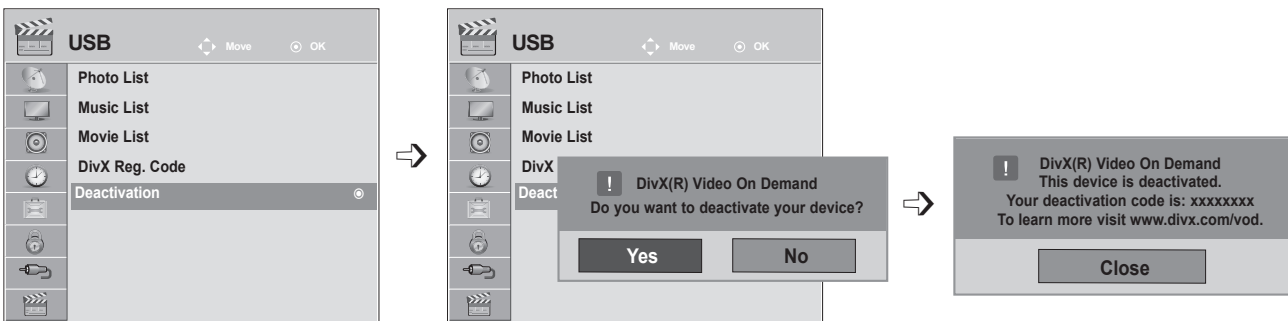 USB Move OK
Photo List
Music List
Movie List
DivX Reg. Code
Deactivation
USB Move OK
Photo List
Music List
Movie List
DivX
Deact
! DivX(R) Video On Demand
Do you want to deactivate your device?
Yes No
! DivX(R) Video On Demand
This device is deactivated.
Your deactivation code is: xxxxxxxx
To learn more visit www.divx.com/vod.
Close